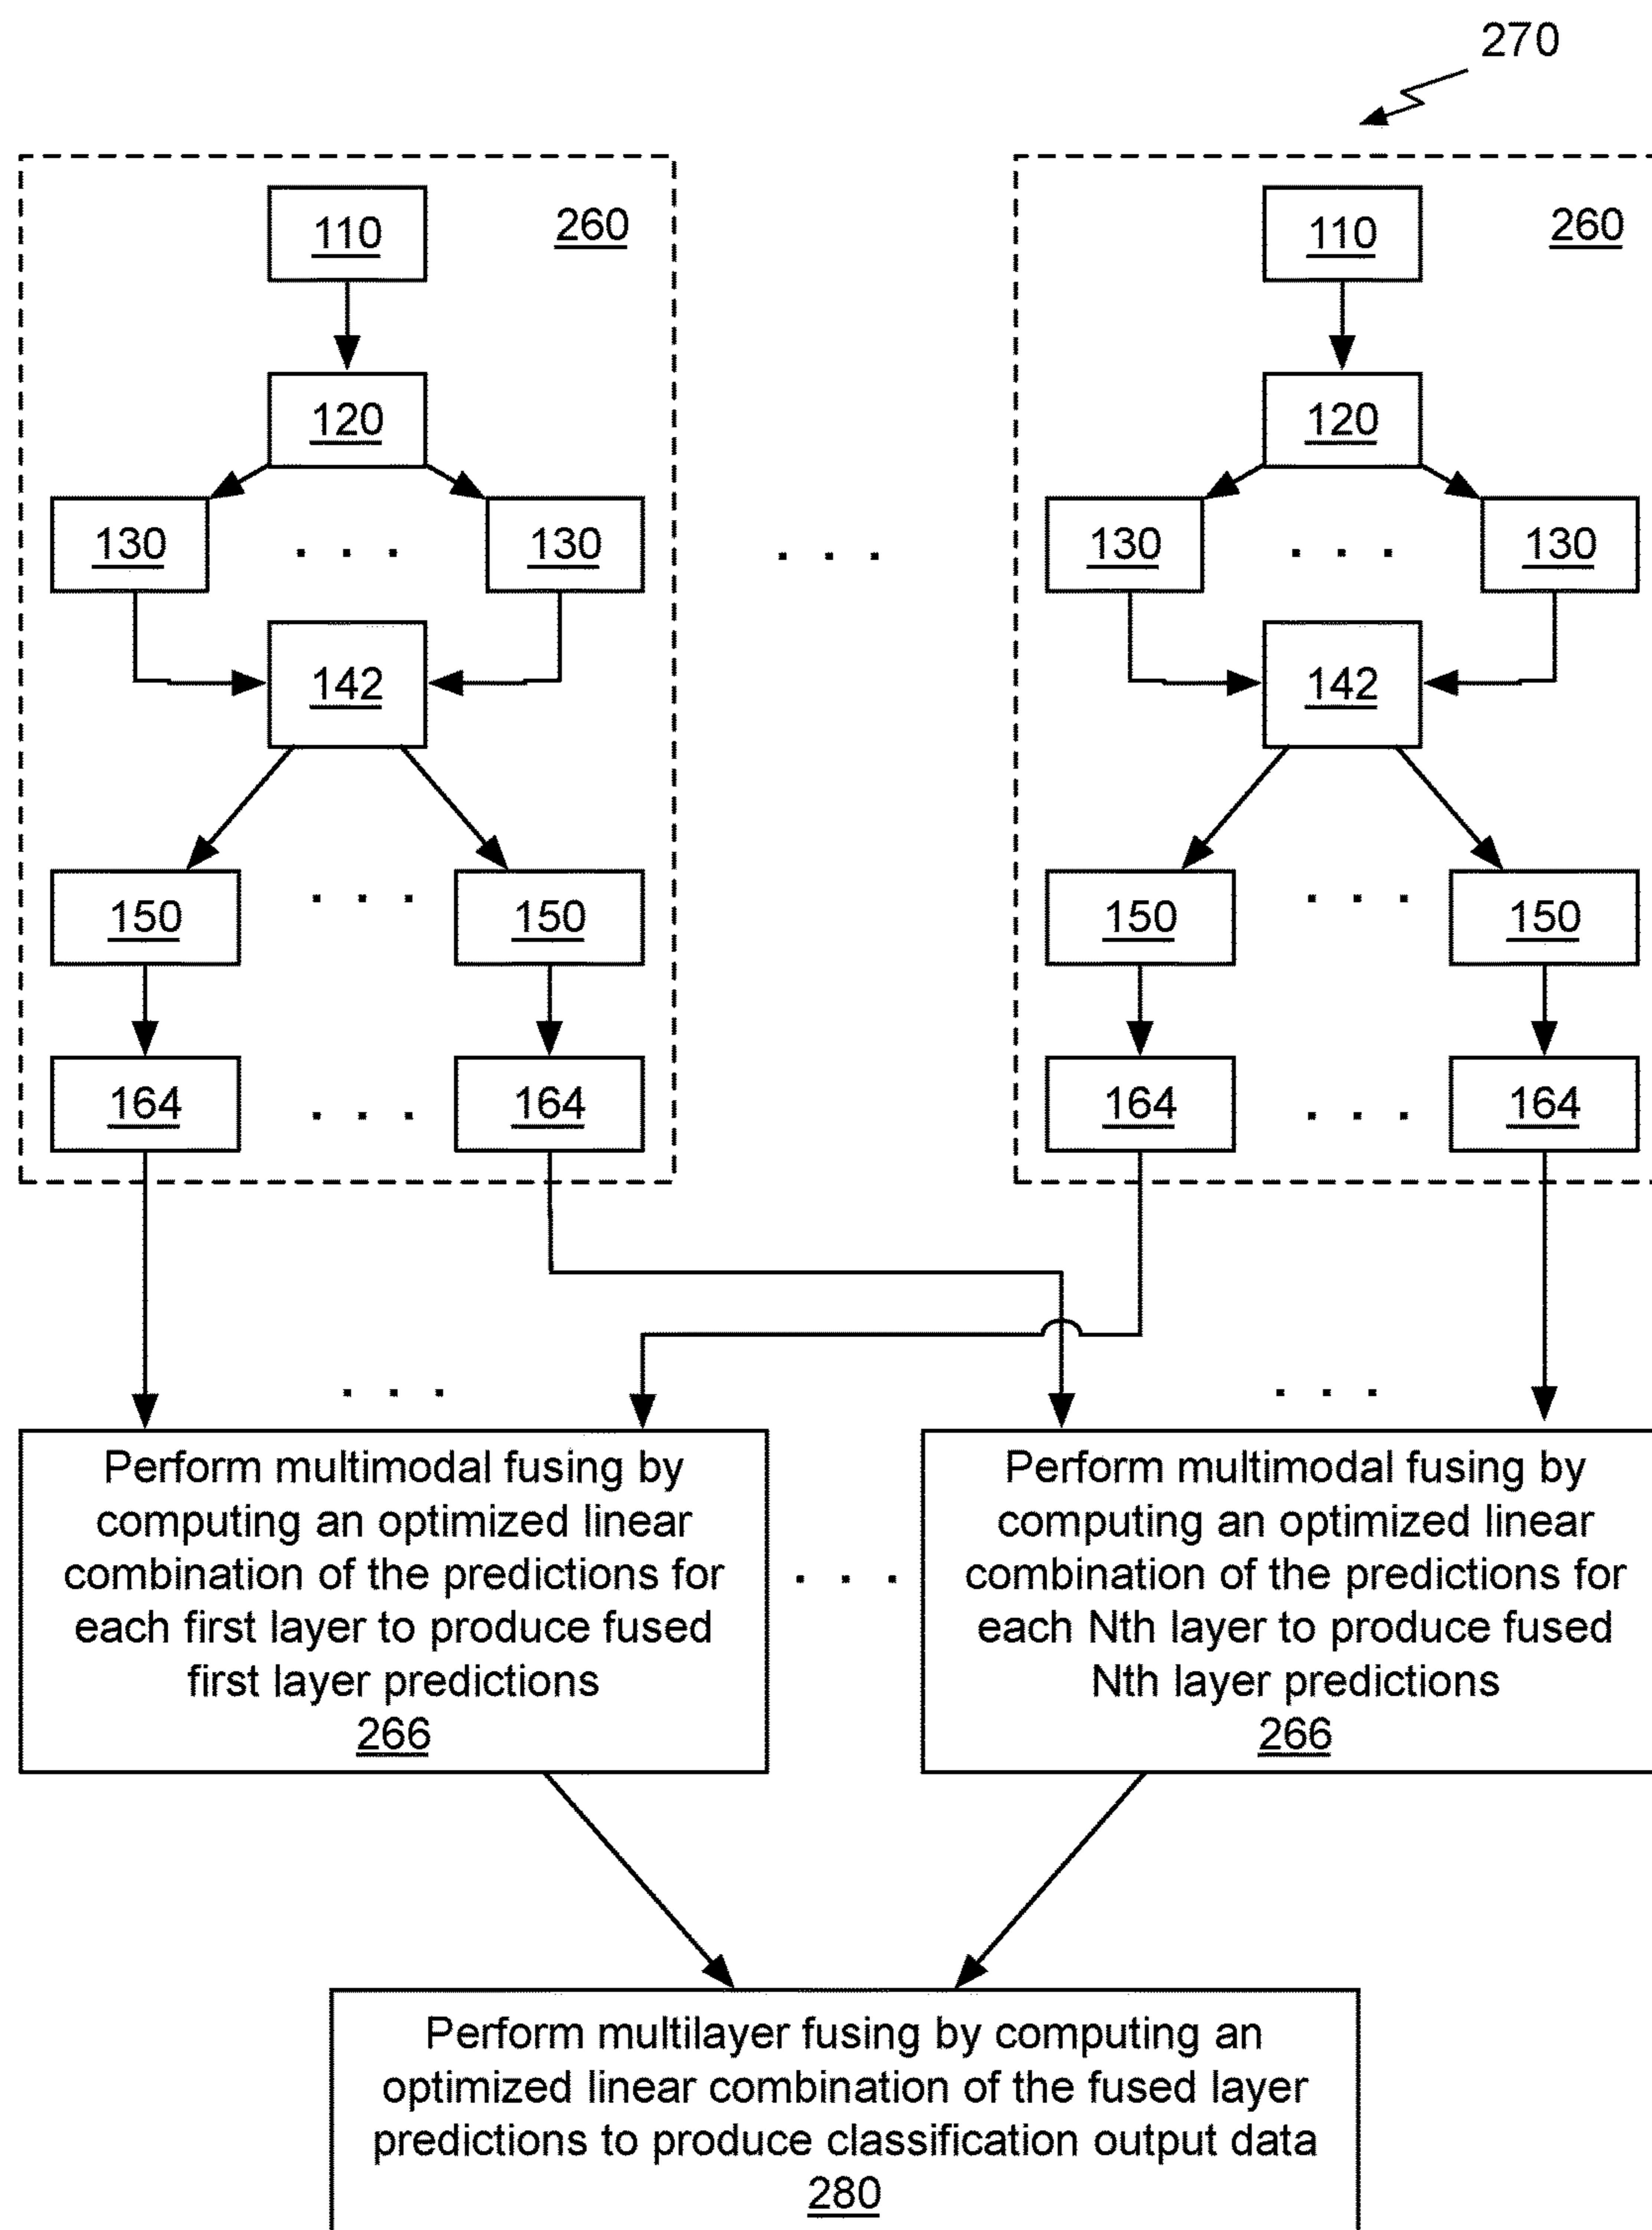 270
110
260
110
260
120
120
130
. . .
130
. . .
130
. . .
130
142
142
150
. . .
150
150
. . .
150
164
. . .
164
164
. . .
164
. . .
. . .
Perform multimodal fusing by
computing an optimized linear
combination of the predictions for
each first layer to produce fused
first layer predictions
266
. . .
Perform multimodal fusing by
computing an optimized linear
combination of the predictions for
each Nth layer to produce fused
Nth layer predictions
266
Perform multilayer fusing by computing an
optimized linear combination of the fused layer
predictions to produce classification output data
280